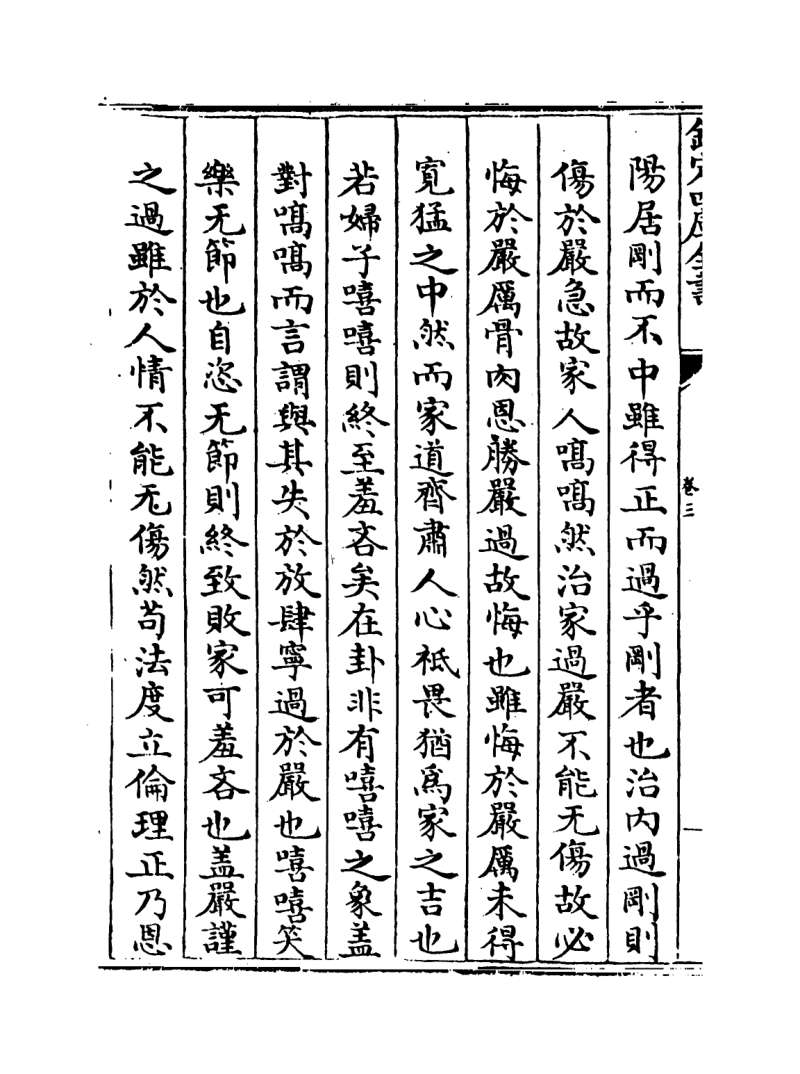 欽定四庫全書
卷三
陽居剛而不中雖得正而過乎剛者也治内過剛則
傷於嚴急故家人嗃嗃然治家過嚴不能无傷故必
悔於嚴厲骨肉恩勝嚴過故悔也雖悔於嚴厲未得
寛猛之中然而家道齊肅人心祗畏猶爲家之吉也
若婦子嘻嘻則終至羞吝矣在卦非有嘻嘻之象盖
對嗃嗃而言謂與其失於放肆寧過於嚴也嘻嘻笑
樂无節也自恣无節則終致敗家可羞吝也盖嚴謹
之過雖於人情不能无傷然苟法度立倫理正乃恩